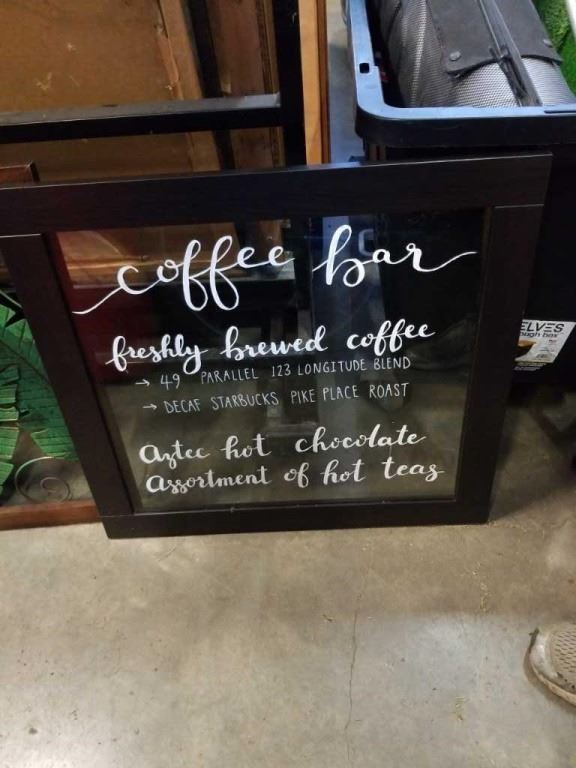 coffee bar
freshly brewed coffee
→ 49 PARALLEL 123 LONGITUDE BLEND
→ DECAF STARBUCKS PIKE PLACE ROAST
Aztec hot chocolate
Assortment of hot teas
ELVES